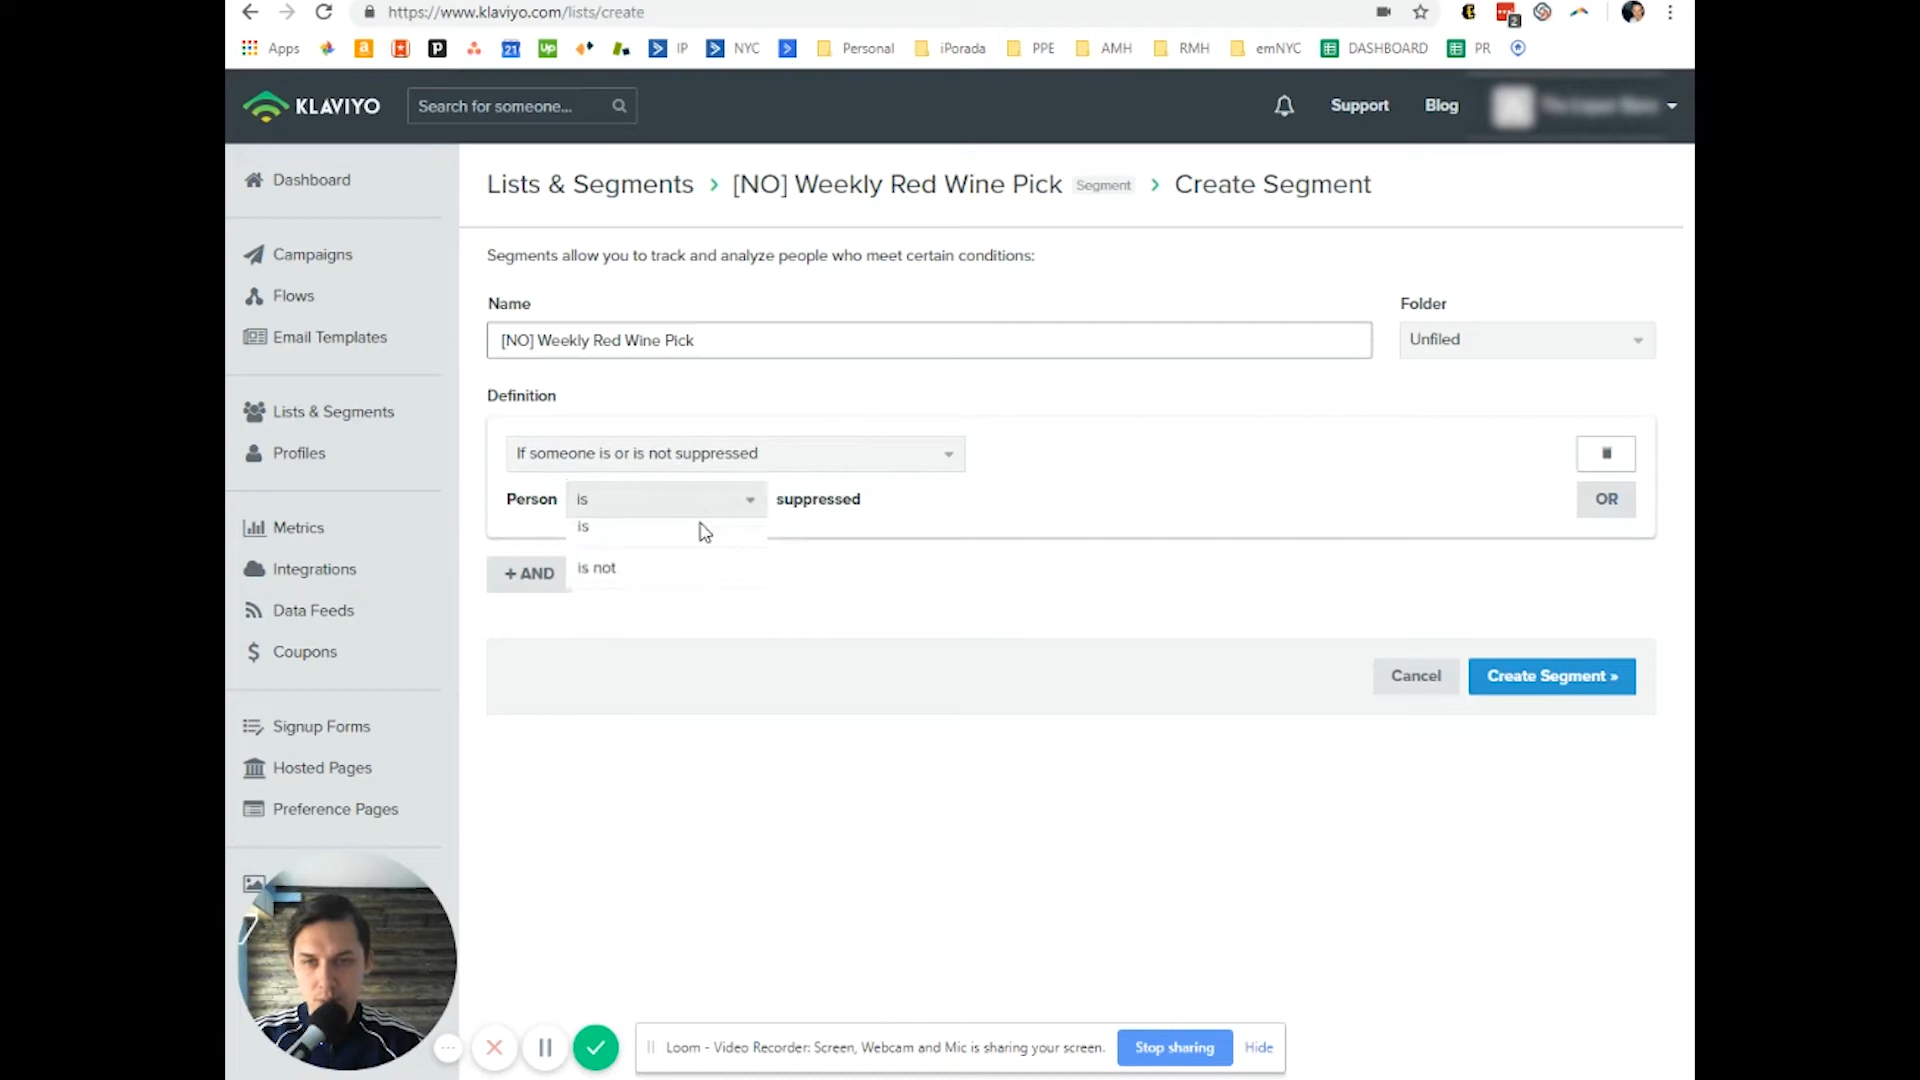 https://www.klaviyo.com/lists/create
2
Apps
21
up
IP
NYC
Personal
iPorada
PPE
AMH
RMH
emNYC
DASHBOARD
PR
KLAVIYO
Search for someone...
Support
Blog
Dashboard
Campaigns
Flows
Email Templates
Lists & Segments
Profiles
Metrics
Integrations
Data Feeds
Coupons
Signup Forms
Hosted Pages
Preference Pages
Lists & Segments › [NO] Weekly Red Wine Pick Segment › Create Segment
Segments allow you to track and analyze people who meet certain conditions:
Name
Folder
[NO] Weekly Red Wine Pick
Unfiled
Definition
If someone is or is not suppressed
Person is suppressed
OR
is
is not
+ AND
Cancel
Create Segment »
Loom - Video Recorder: Screen, Webcam and Mic is sharing your screen.
Stop sharing
Hide